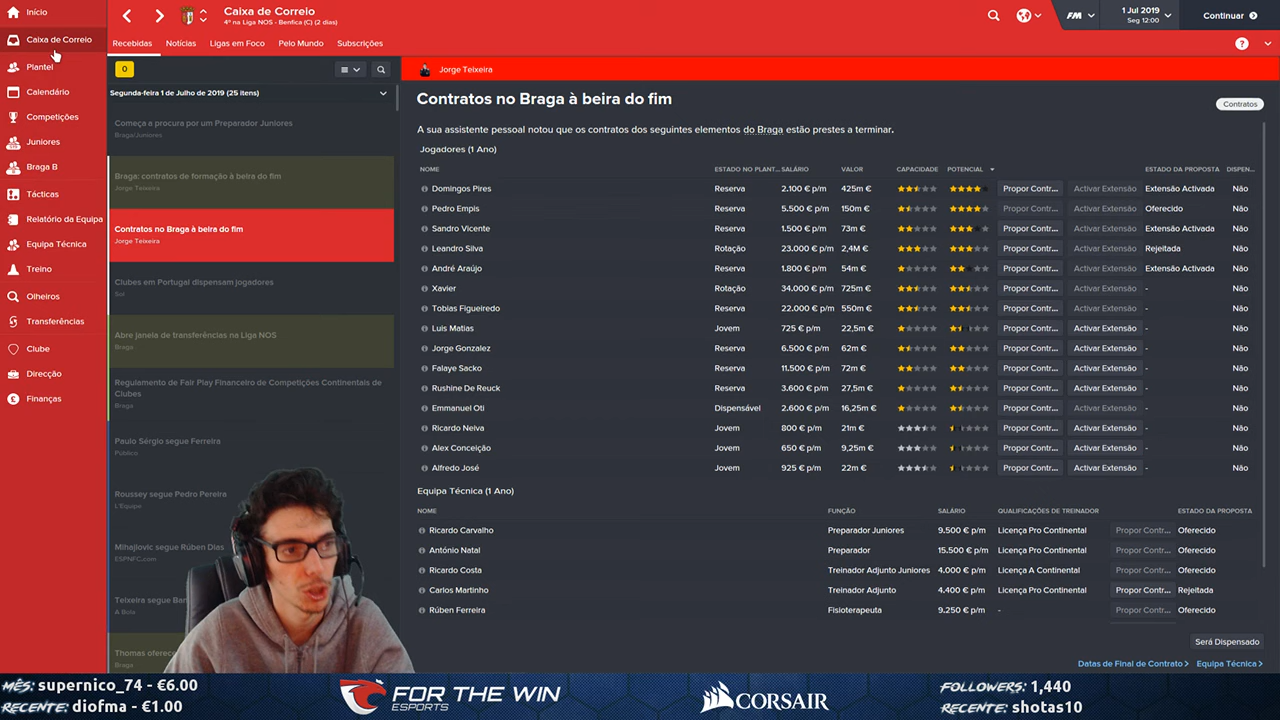 Início
Caixa de Correio
Plantel
Calendário
Competições
Juniores
Braga B
Tácticas
Relatório da Equipa
Equipa Técnica
Treino
Olheiros
Transferências
Clube
Direcção
Finanças
Caixa de Correio
4º na Liga NOS - Benfica (C) (2 dias)
FM
1 Jul 2019
Seg 12:00
Continuar
Recebidas Notícias Ligas em Foco Pelo Mundo Subscrições
?
0
Segunda-feira 1 de Julho de 2019 (25 itens)
Começa a procura por um Preparador Juniores
Braga/Juniores
Braga: contratos de formação à beira do fim
Jorge Teixeira
Contratos no Braga à beira do fim
Jorge Teixeira
Clubes em Portugal dispensam jogadores
Sol
Abre janela de transferências na Liga NOS
Braga
Regulamento de Fair Play Financeiro de Competições Continentais de
Clubes
Braga
Paulo Sérgio segue Ferreira
Público
Roussey segue Pedro Pereira
L'Equipe
Mihajlovic segue Rúben Dias
ESPNFC.com
Teixeira segue Bar
A Bola
Thomas oferece
Braga
Jorge Teixeira
Contratos no Braga à beira do fim
Contratos
A sua assistente pessoal notou que os contratos dos seguintes elementos do Braga estão prestes a terminar.
Jogadores (1 Ano)
NOME ESTADO NO PLANT... SALÁRIO VALOR CAPACIDADE POTENCIAL ESTADO DA PROPOSTA DISPEN...
Domingos Pires Reserva 2.100 € p/m 425m € Propor Contr... Activar Extensão Extensão Activada Não
Pedro Empis Reserva 5.500 € p/m 150m € Propor Contr... Activar Extensão Oferecido Não
Sandro Vicente Reserva 1.500 € p/m 73m € Propor Contr... Activar Extensão Extensão Activada Não
Leandro Silva Rotação 23.000 € p/m 2,4M € Propor Contr... Activar Extensão Rejeitada Não
André Araújo Reserva 1.800 € p/m 54m € Propor Contr... Activar Extensão Extensão Activada Não
Xavier Rotação 34.000 € p/m 725m € Propor Contr... Activar Extensão - Não
Tobias Figueiredo Rotação 22.000 € p/m 550m € Propor Contr... Activar Extensão - Não
Luis Matias Jovem 725 € p/m 22,5m € Propor Contr... Activar Extensão - Não
Jorge Gonzalez Reserva 6.500 € p/m 62m € Propor Contr... Activar Extensão - Não
Falaye Sacko Reserva 11.500 € p/m 72m € Propor Contr... Activar Extensão - Não
Rushine De Reuck Reserva 3.600 € p/m 27,5m € Propor Contr... Activar Extensão - Não
Emmanuel Oti Dispensável 2.600 € p/m 16,25m € Propor Contr... Activar Extensão - Não
Ricardo Neiva Jovem 800 € p/m 21m € Propor Contr... Activar Extensão - Não
Alex Conceição Jovem 650 € p/m 9,25m € Propor Contr... Activar Extensão - Não
Alfredo José Jovem 925 € p/m 22m € Propor Contr... Activar Extensão - Não
Equipa Técnica (1 Ano)
NOME FUNÇÃO SALÁRIO QUALIFICAÇÕES DE TREINADOR ESTADO DA PROPOSTA
Ricardo Carvalho Preparador Juniores 9.500 € p/m Licença Pro Continental Propor Contr... Oferecido
António Natal Preparador 15.500 € p/m Licença Pro Continental Propor Contr... Oferecido
Ricardo Costa Treinador Adjunto Juniores 4.000 € p/m Licença A Continental Propor Contr... Oferecido
Carlos Martinho Treinador Adjunto 4.400 € p/m Licença Pro Continental Propor Contr... Rejeitada
Rúben Ferreira Fisioterapeuta 9.250 € p/m - Propor Contr... Oferecido
Será Dispensado
Datas de Final de Contrato > Equipa Técnica >
MÊS: supernico_74 - €6.00
RECENTE: diofma - €1.00
FOR THE WIN
ESPORTS
CORSAIR
FOLLOWERS: 1,440
RECENTE: shotas10